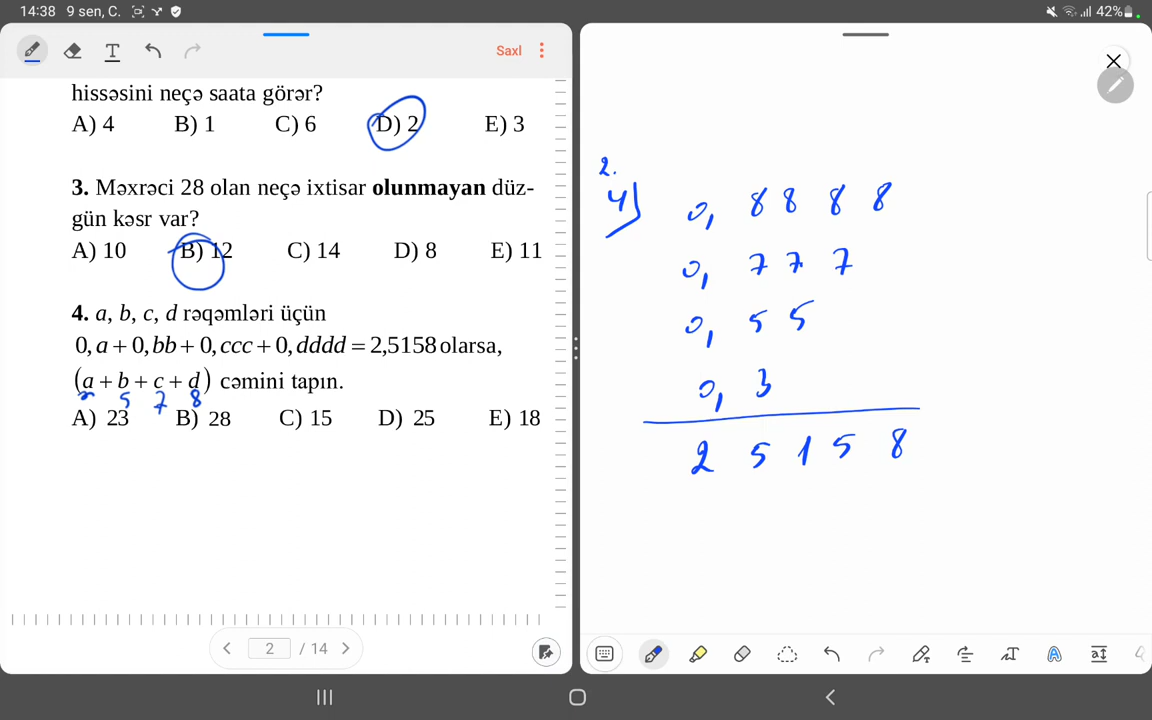 14:38 9 sen, C. 42%
Saxl
hissəsini neçə saata görər?
A) 4 B) 1 C) 6 D) 2 E) 3
3. Məxrəci 28 olan neçə ixtisar olunmayan düz-
gün kəsr var?
A) 10 B) 12 C) 14 D) 8 E) 11
4. a, b, c, d rəqəmləri üçün
0, a + 0, bb + 0, ccc + 0, dddd = 2,5158 olarsa,
(a + b + c + d) cəmini tapın.
5 7 8
A) 23 B) 28 C) 15 D) 25 E) 18
2 / 14
2.
4) 0, 8 8 8 8
0, 7 7 7
0, 5 5
0, 3
2 5 1 5 8